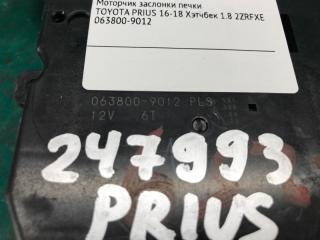 Моторчик заслонки печки
TOYOTA PRIUS 16-18 Хэтчбек 1.8 2ZRFXE
063800-9012
063800-9012 PLS
12V 6T
247993
PRIUS